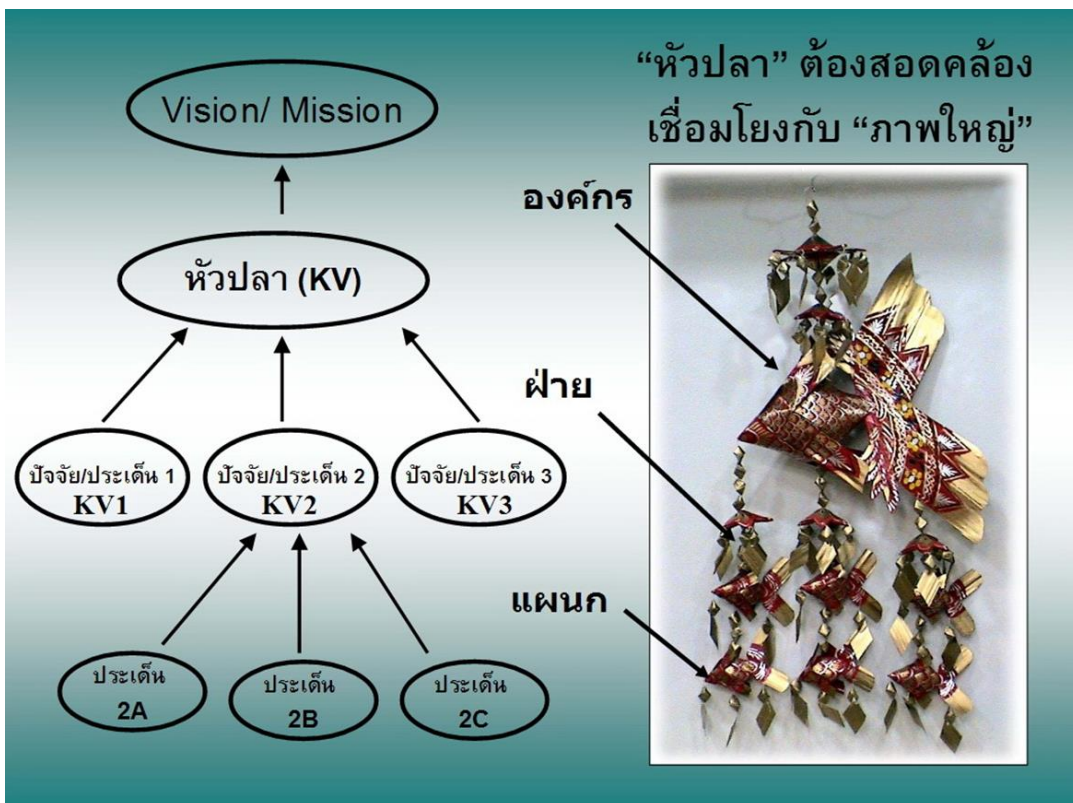 “หัวปลา” ต้องสอดคล้อง
เชื่อมโยงกับ “ภาพใหญ่”
Vision/ Mission
หัวปลา (KV)
ปัจจัย/ประเด็น 1
KV1
ปัจจัย/ประเด็น 2
KV2
ปัจจัย/ประเด็น 3
KV3
ประเด็น
2A
ประเด็น
2B
ประเด็น
2C
องค์กร
ฝ่าย
แผนก